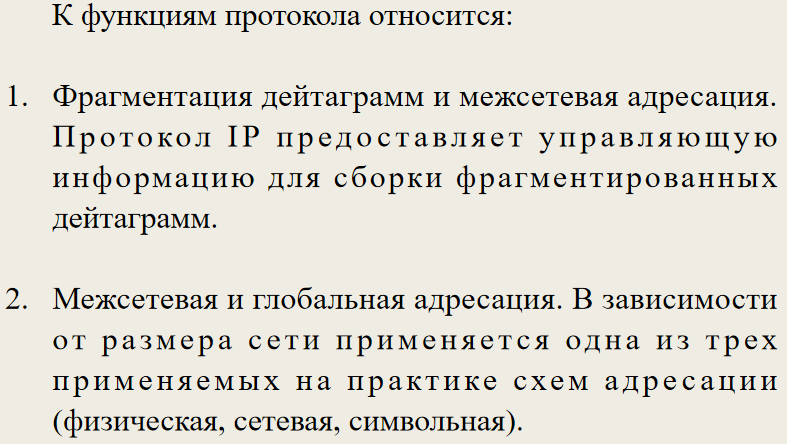 К функциям протокола относится:
1. Фрагментация дейтаграмм и межсетевая адресация.
Протокол IP предоставляет управляющую
информацию для сборки фрагментированных
дейтаграмм.
2. Межсетевая и глобальная адресация. В зависимости
от размера сети применяется одна из трех
применяемых на практике схем адресации
(физическая, сетевая, символьная).